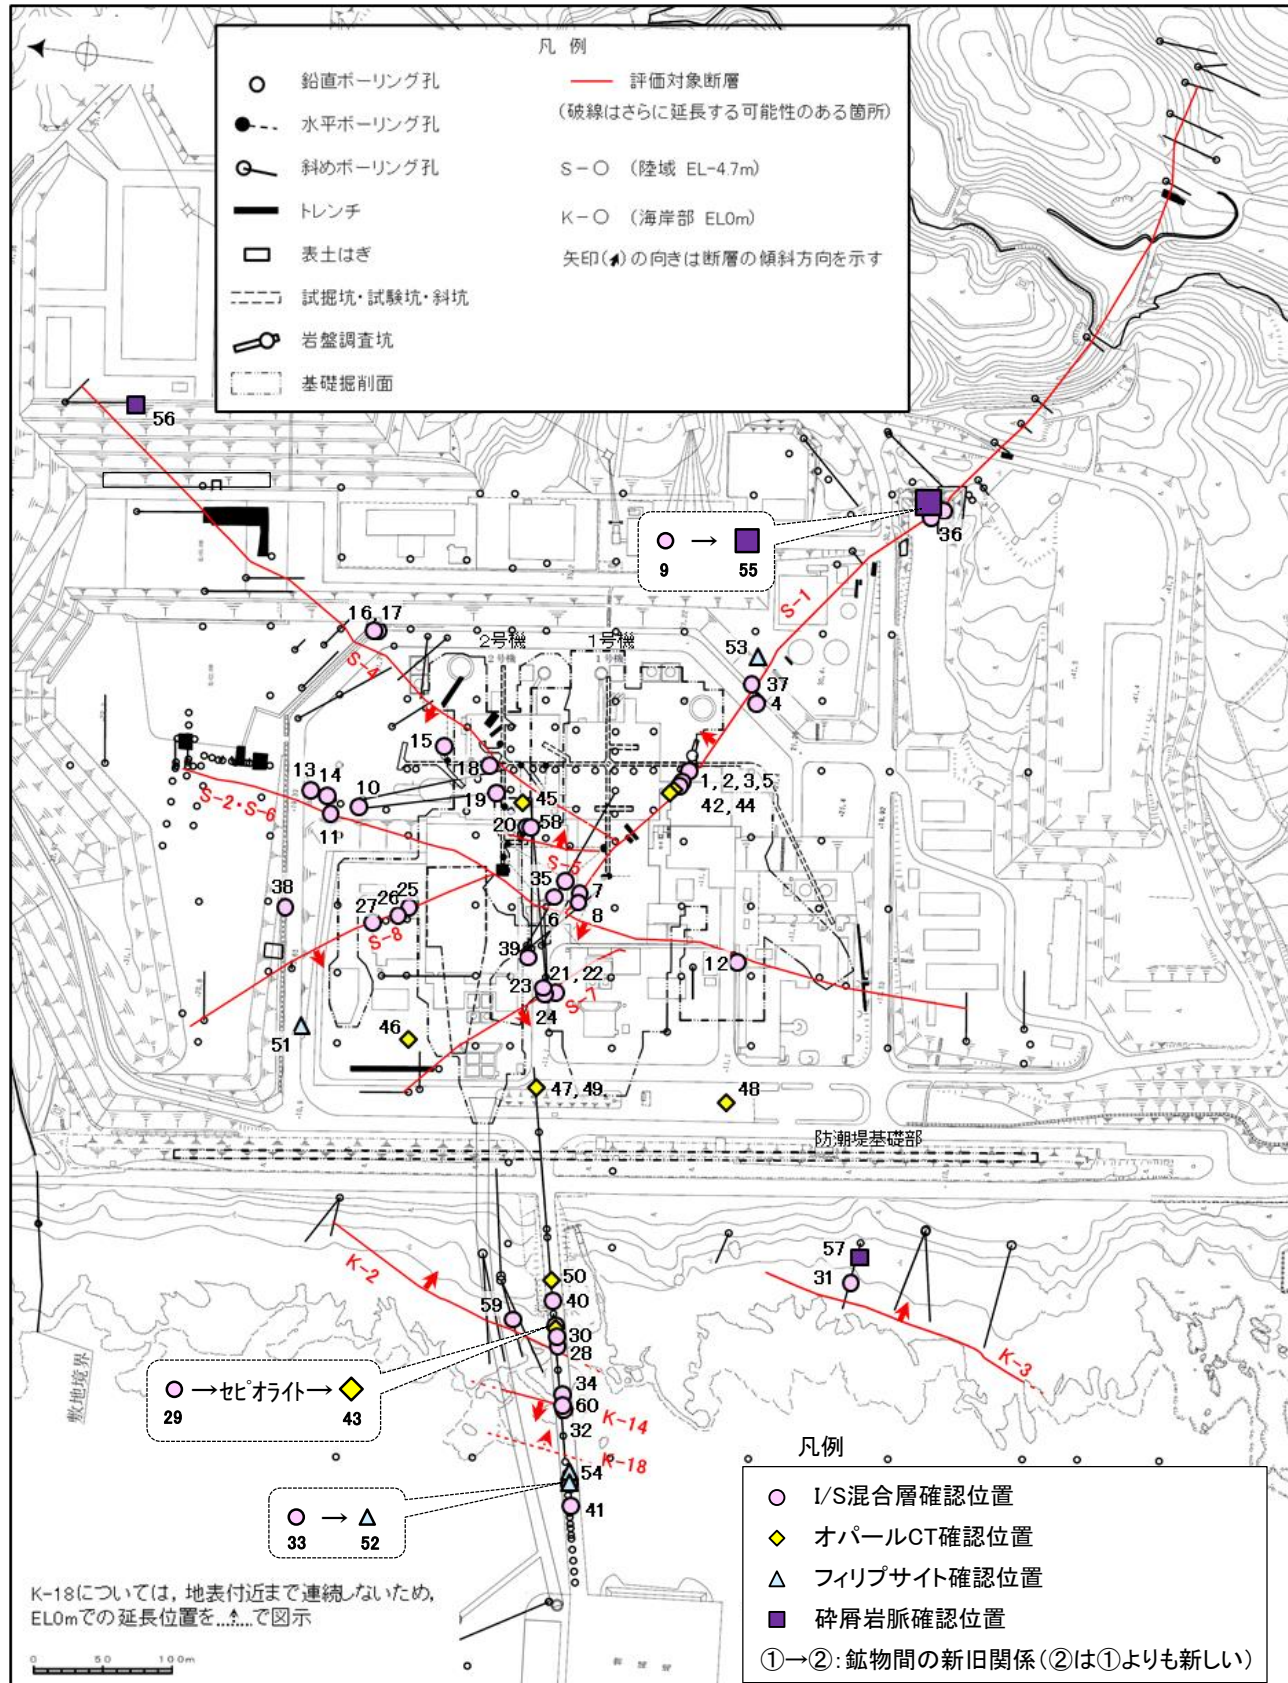 凡 例
鉛直ボーリング孔
水平ボーリング孔
斜めボーリング孔
トレンチ
表土はぎ
試掘坑・試験坑・斜坑
岩盤調査坑
基礎掘削面
評価対象断層
(破線はさらに延長する可能性のある箇所)
S-○ (陸域 EL-4.7m)
K-○ (海岸部 EL0m)
矢印( )の向きは断層の傾斜方向を示す
56
9 → 55
36
S-1
16 17
S-4
2号機
1号機
2号機
1号機
53
37
4
15
18
13
14
10
19
45
1, 2, 3, 5
42, 44
11
S-2・S-6
20
58
S-5
35
7
38
25
26
27
6
8
S-8
39
12
21, 22
23
S-7
24
46
51
47, 49
48
防潮堤基礎部
K-2
57
31
50
40
59
30
28
K-3
29 →セピオライト→ 43
34
60
K-14
32
敷地境界
K-18
54
33 → 52
41
K-18については,地表付近まで連続しないため,
EL0mでの延長位置を で図示
0 50 100m
凡例
I/S混合層確認位置
オパールCT確認位置
フィリプサイト確認位置
砕屑岩脈確認位置
①→②:鉱物間の新旧関係(②は①よりも新しい)